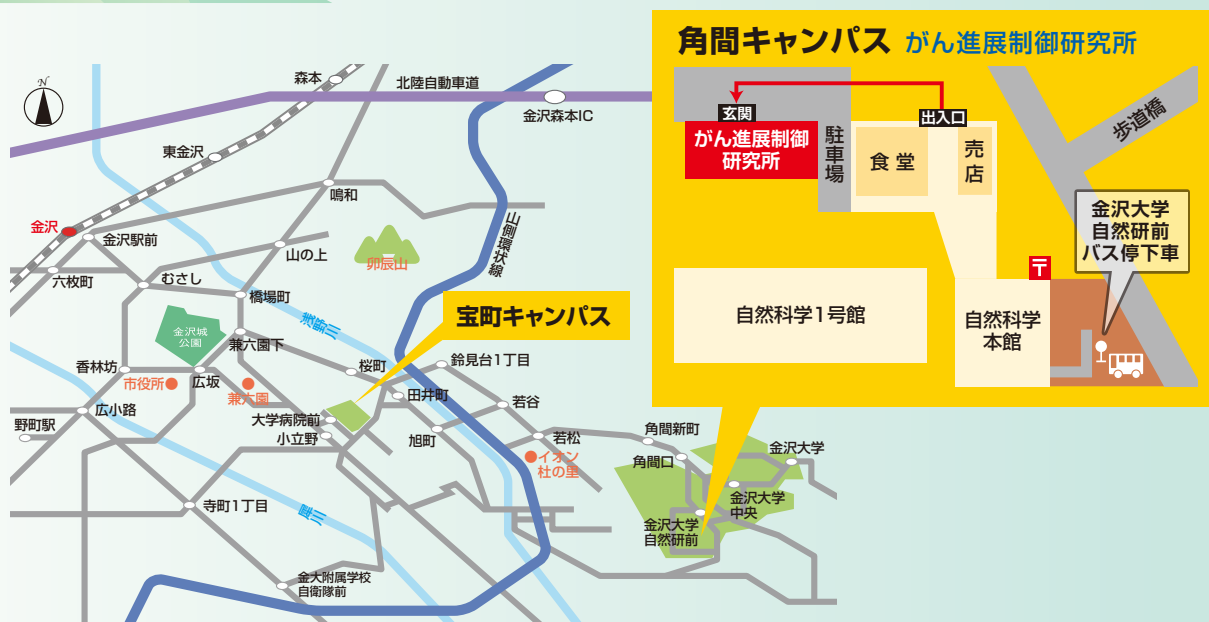 角間キャンパス がん進展制御研究所
玄関
出入口
がん進展制御
研究所
駐車場
食堂
売店
歩道橋
金沢大学
自然研前
バス停下車
〒
自然科学1号館
自然科学
本館
N
森本
北陸自動車道
金沢森本IC
東金沢
鳴和
山側環状線
金沢
金沢駅前
山の上
卯辰山
六枚町
むさし
橋場町
浅野川
宝町キャンパス
金沢城
公園
兼六園下
香林坊
市役所
広坂
兼六園
桜町
鈴見台1丁目
田井町
若谷
広小路
野町駅
大学病院前
小立野
旭町
若松
イオン
杜の里
角間新町
角間口
金沢大学
金沢大学
中央
金沢大学
自然研前
寺町1丁目
犀川
金大附属学校
自衛隊前